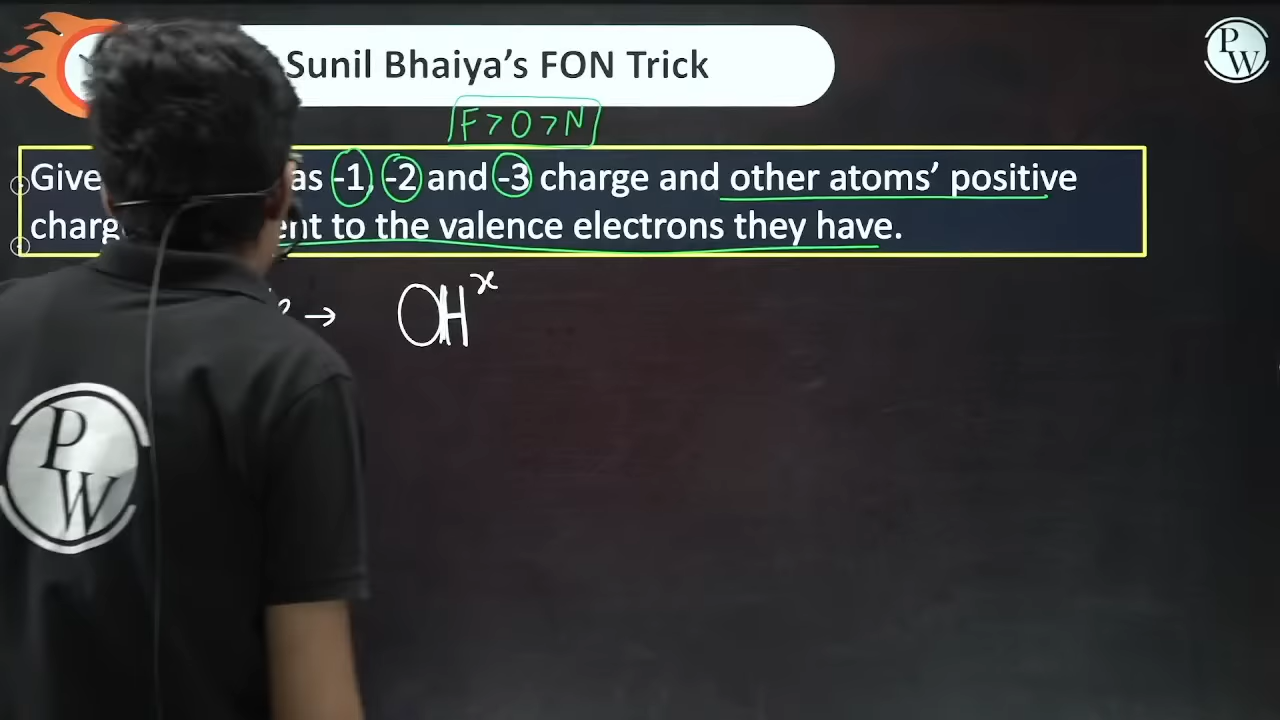 Sunil Bhaiya's FON Trick
PW
F > O > N
Give as -1, -2 and -3 charge and other atoms' positive
charg ent to the valence electrons they have.
→ OH^x
PW